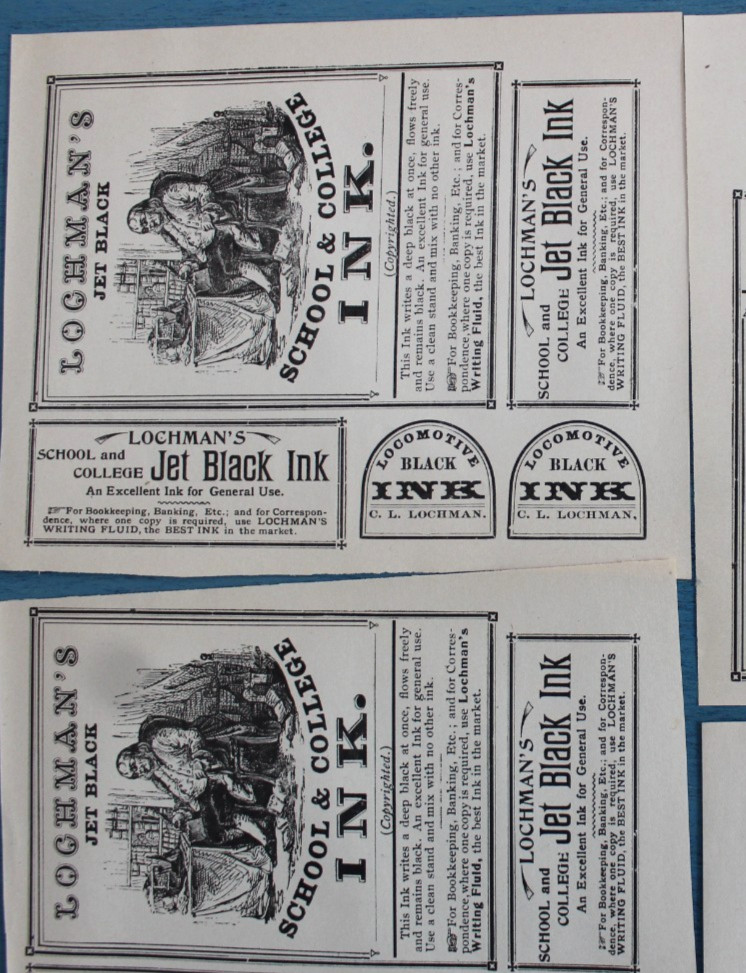 LOCHMAN'S
JET BLACK
SCHOOL & COLLEGE
INK.
(Copyrighted.)
This Ink writes a deep black at once, flows freely
and remains black. An excellent Ink for general use.
Use a clean stand and mix with no other ink.
☞For Bookkeeping, Banking, Etc.; and for Corres-
pondence, where one copy is required, use Lochman's
Writing Fluid, the best Ink in the market.
LOCHMAN'S
SCHOOL and
COLLEGE Jet Black Ink
An Excellent Ink for General Use.
☞For Bookkeeping, Banking, Etc.; and for Correspon-
dence, where one copy is required, use LOCHMAN'S
WRITING FLUID, the BEST INK in the market.
LOCHMAN'S
SCHOOL and
COLLEGE Jet Black Ink
An Excellent Ink for General Use.
☞For Bookkeeping, Banking, Etc.; and for Correspon-
dence, where one copy is required, use LOCHMAN'S
WRITING FLUID, the BEST INK in the market.
LOCOMOTIVE
BLACK
INK
C. L. LOCHMAN.
LOCOMOTIVE
BLACK
INK
C. L. LOCHMAN.
LOCHMAN'S
JET BLACK
SCHOOL & COLLEGE
INK.
(Copyrighted.)
This Ink writes a deep black at once, flows freely
and remains black. An excellent Ink for general use.
Use a clean stand and mix with no other ink.
☞For Bookkeeping, Banking, Etc.; and for Corres-
pondence, where one copy is required, use Lochman's
Writing Fluid, the best Ink in the market.
LOCHMAN'S
SCHOOL and
COLLEGE Jet Black Ink
An Excellent Ink for General Use.
☞For Bookkeeping, Banking, Etc.; and for Correspon-
dence, where one copy is required, use LOCHMAN'S
WRITING FLUID, the BEST INK in the market.